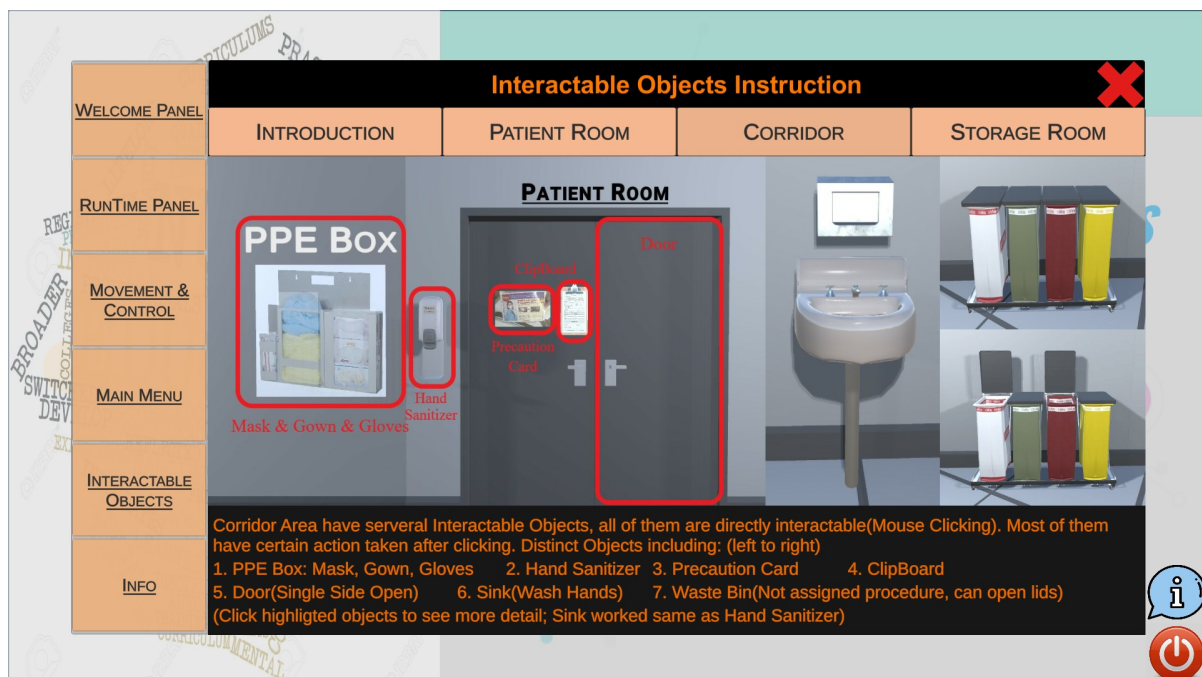 CURRICULUMS
Interactable Objects Instruction
WELCOME PANEL
INTRODUCTION
PATIENT ROOM
CORRIDOR
STORAGE ROOM
RUNTIME PANEL
MOVEMENT &
CONTROL
MAIN MENU
INTERACTABLE
OBJECTS
INFO
BROADER
COLLEGES
SWITCH
PATIENT ROOM
PPE BOX
Door
ClipBoard
Precaution
Card
Hand
Sanitizer
Mask & Gown & Gloves
Corridor Area have serveral Interactable Objects, all of them are directly interactable(Mouse Clicking). Most of them
have certain action taken after clicking. Distinct Objects including: (left to right)
1. PPE Box: Mask, Gown, Gloves 2. Hand Sanitizer 3. Precaution Card 4. ClipBoard
5. Door(Single Side Open) 6. Sink(Wash Hands) 7. Waste Bin(Not assigned procedure, can open lids)
(Click highligted objects to see more detail; Sink worked same as Hand Sanitizer)